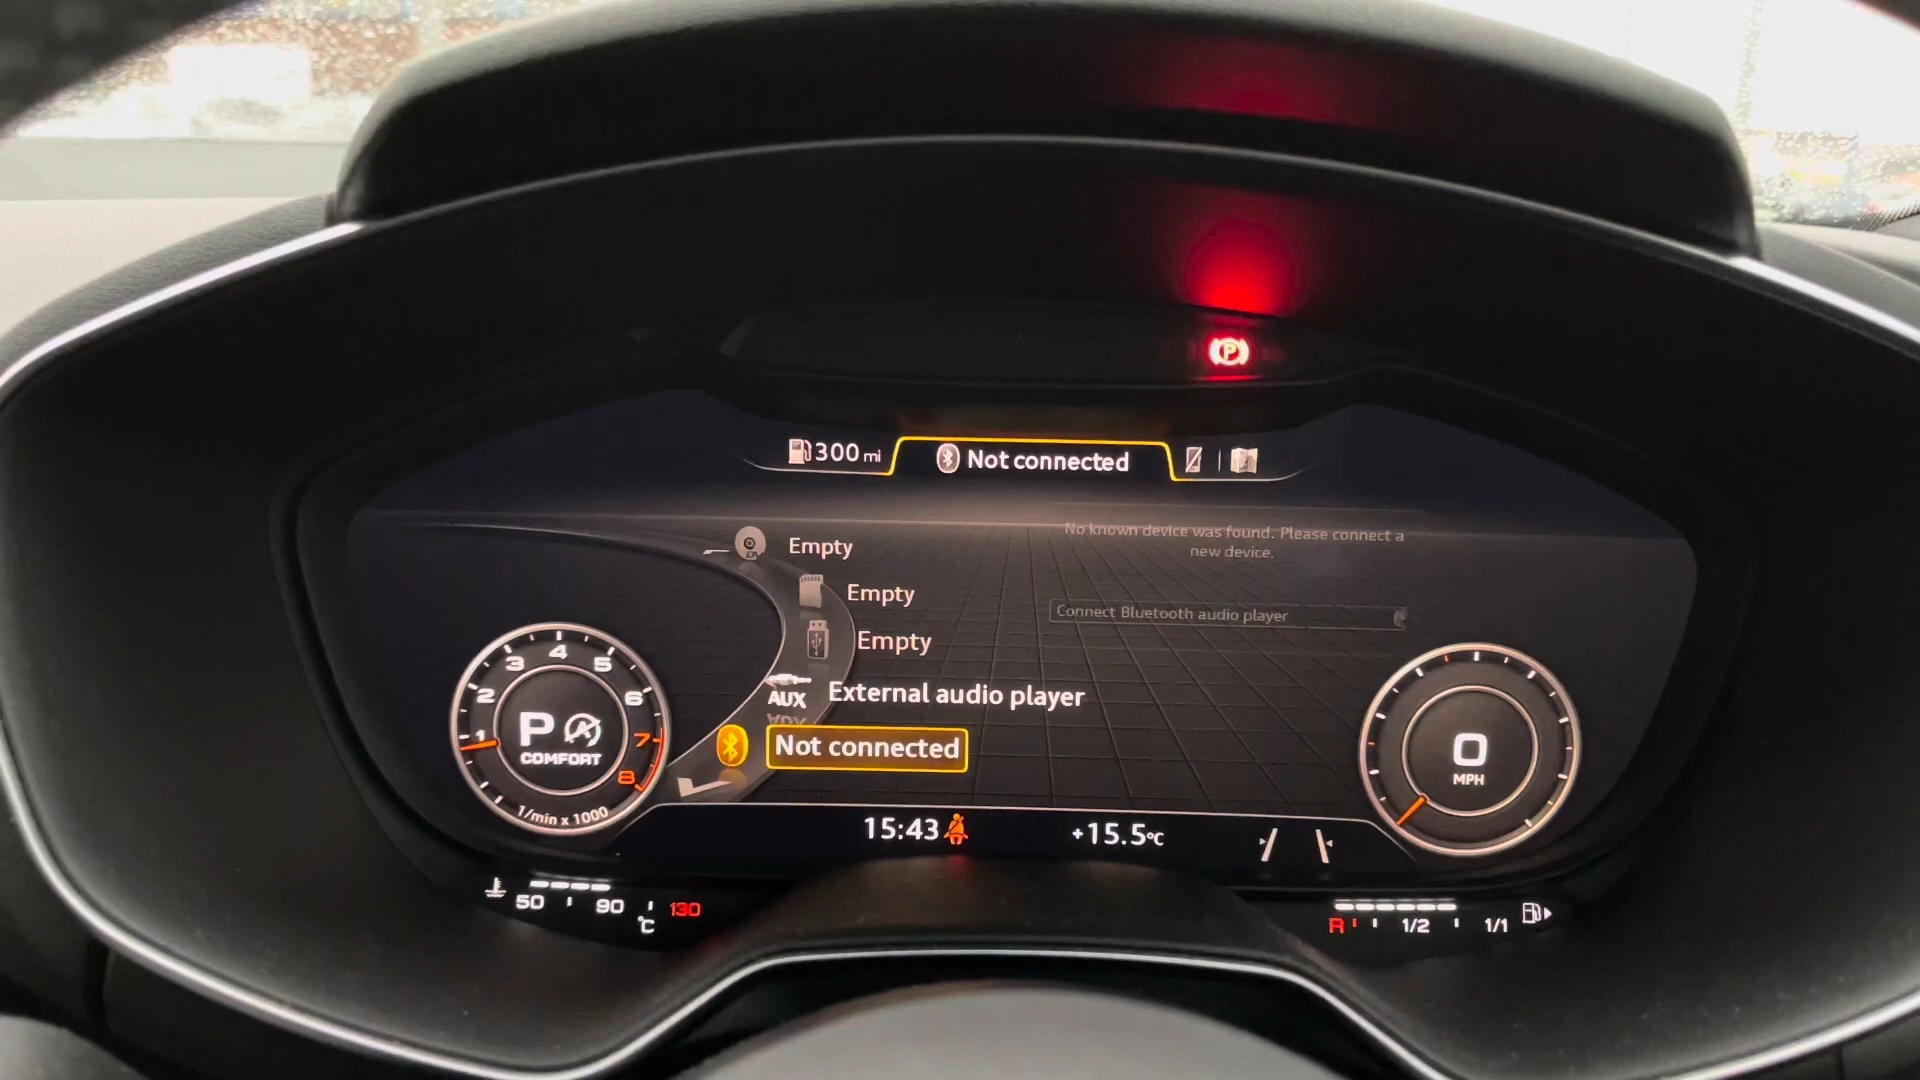 P
300 mi
Not connected
Empty
No known device was found. Please connect a
new device.
Empty
Connect Bluetooth audio player
Empty
AUX
External audio player
Not connected
1 2 3 4 5 6 7 8
P A
COMFORT
1/min x 1000
0
MPH
15:43
+15.5°C
50 90 130
°C
R 1/2 1/1